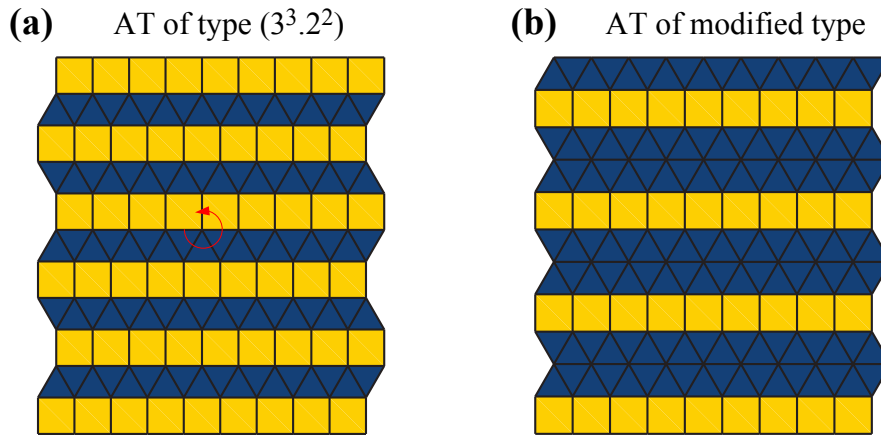 (a) AT of type (3³.2²)
(b) AT of modified type